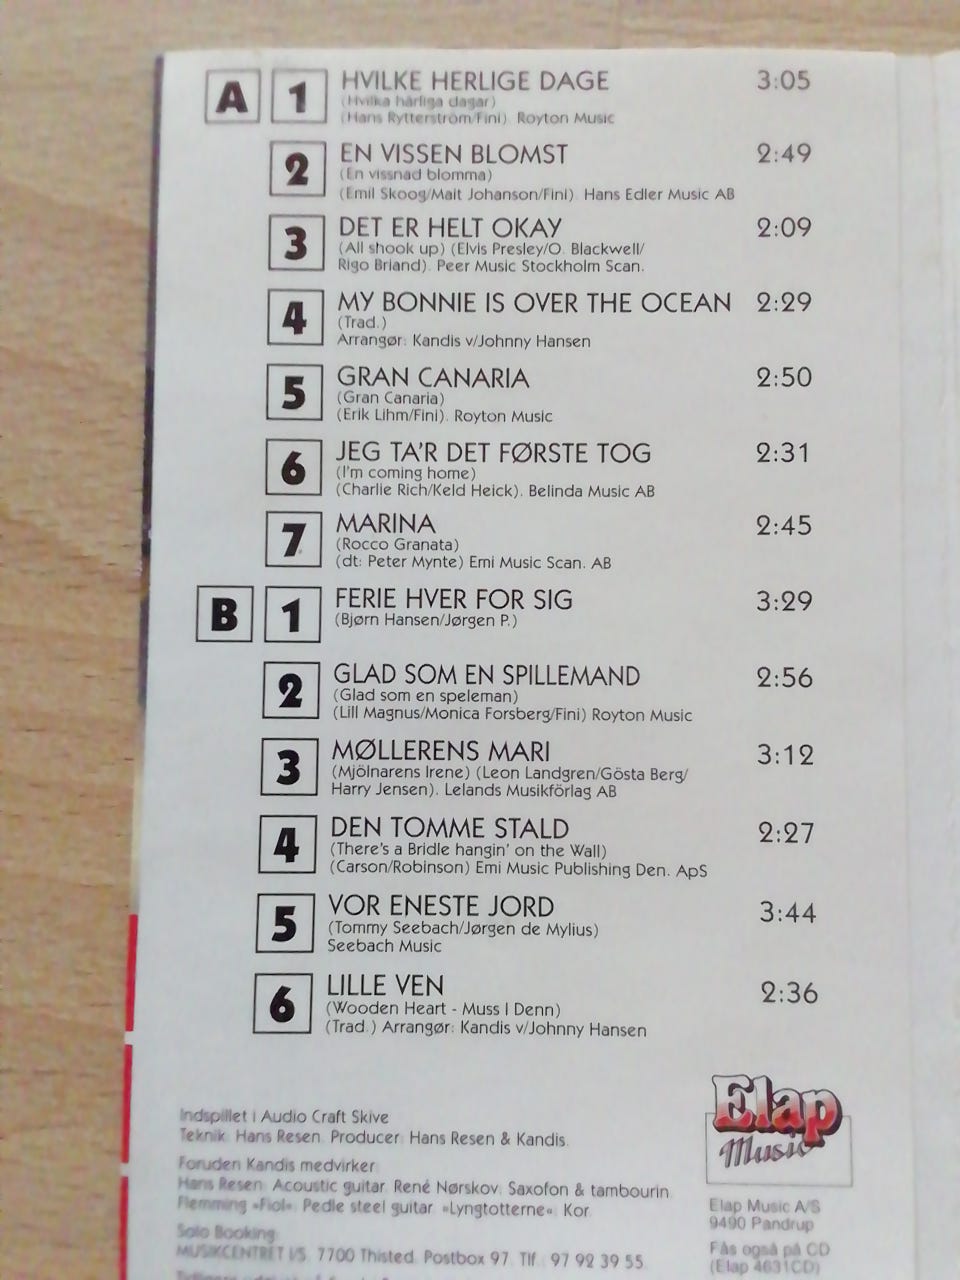 A 1 HVILKE HERLIGE DAGE 3:05
(Hvilka härliga dagar)
(Hans Rytterström/Fini). Royton Music
2 EN VISSEN BLOMST 2:49
(En vissnad blomma)
(Emil Skoog/Mait Johanson/Fini). Hans Edler Music AB
3 DET ER HELT OKAY 2:09
(All shook up) (Elvis Presley/O. Blackwell/
Rigo Briand). Peer Music Stockholm Scan.
4 MY BONNIE IS OVER THE OCEAN 2:29
(Trad.)
Arrangør: Kandis v/Johnny Hansen
5 GRAN CANARIA 2:50
(Gran Canaria)
(Erik Lihm/Fini). Royton Music
6 JEG TA'R DET FØRSTE TOG 2:31
(I'm coming home)
(Charlie Rich/Keld Heick). Belinda Music AB
7 MARINA 2:45
(Rocco Granata)
(dt: Peter Mynte) Emi Music Scan. AB
B 1 FERIE HVER FOR SIG 3:29
(Bjørn Hansen/Jørgen P.)
2 GLAD SOM EN SPILLEMAND 2:56
(Glad som en speleman)
(Lill Magnus/Monica Forsberg/Fini) Royton Music
3 MØLLERENS MARI 3:12
(Mjölnarens Irene) (Leon Landgren/Gösta Berg/
Harry Jensen). Lelands Musikförlag AB
4 DEN TOMME STALD 2:27
(There's a Bridle hangin' on the Wall)
(Carson/Robinson) Emi Music Publishing Den. ApS
5 VOR ENESTE JORD 3:44
(Tommy Seebach/Jørgen de Mylius)
Seebach Music
6 LILLE VEN 2:36
(Wooden Heart - Muss I Denn)
(Trad.) Arrangør: Kandis v/Johnny Hansen
Indspillet i Audio Craft Skive
Teknik: Hans Resen. Producer: Hans Resen & Kandis.
Foruden Kandis medvirker:
Hans Resen: Acoustic guitar. René Nørskov: Saxofon & tambourin.
Flemming »Fiol«: Pedle steel guitar. »Lyngtotterne«: Kor.
Solo Booking:
MUSIKCENTRET I/S. 7700 Thisted. Postbox 97. Tlf.: 97 92 39 55.
Elap
Music
Elap Music A/S
9490 Pandrup
Fås også på CD
(Elap 4631CD)